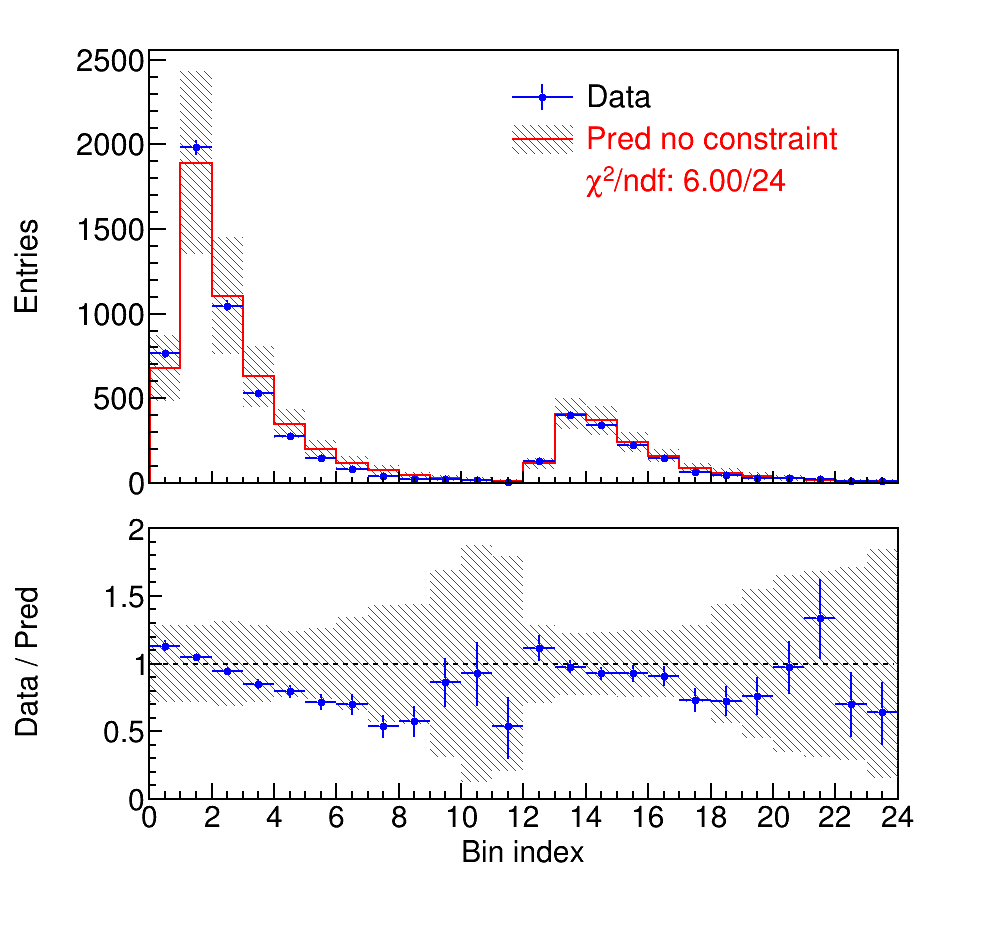 2500
2000
1500
1000
500
0
Entries
Data
Pred no constraint
χ²/ndf: 6.00/24
2
1.5
1
0.5
0
Data / Pred
0 2 4 6 8 10 12 14 16 18 20 22 24
Bin index